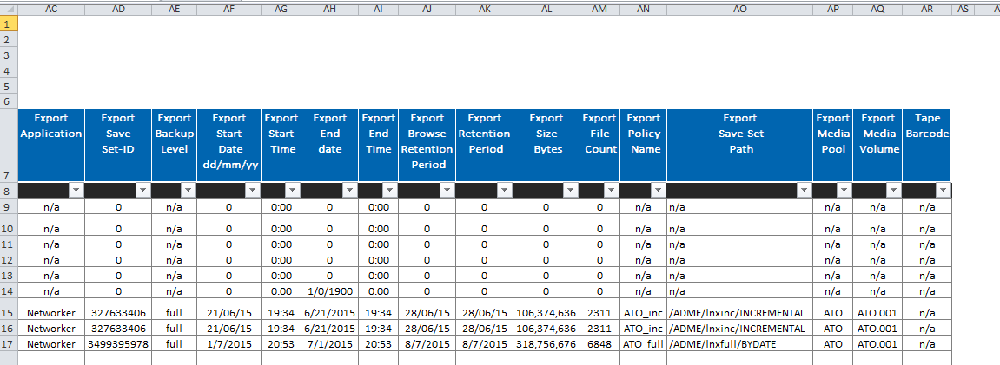 AC AD AE AF AG AH AI AJ AK AL AM AN AO AP AQ AR AS
1
2
3
4
5
6
7 Export Application Export Save Set-ID Export Backup Level Export Start Date dd/mm/yy Export Start Time Export End date Export End Time Export Browse Retention Period Export Retention Period Export Size Bytes Export File Count Export Policy Name Export Save-Set Path Export Media Pool Export Media Volume Tape Barcode
8
9 n/a 0 n/a 0 0:00 0 0:00 0 0 0 0 n/a n/a n/a n/a n/a
10 n/a 0 n/a 0 0:00 0 0:00 0 0 0 0 n/a n/a n/a n/a n/a
11 n/a 0 n/a 0 0:00 0 0:00 0 0 0 0 n/a n/a n/a n/a n/a
12 n/a 0 n/a 0 0:00 0 0:00 0 0 0 0 n/a n/a n/a n/a n/a
13 n/a 0 n/a 0 0:00 0 0:00 0 0 0 0 n/a n/a n/a n/a n/a
14 n/a 0 n/a 0 0:00 1/0/1900 0:00 0 0 0 0 n/a n/a n/a n/a n/a
15 Networker 327633406 full 21/06/15 19:34 6/21/2015 19:34 28/06/15 28/06/15 106,374,636 2311 ATO_inc /ADME/lnxinc/INCREMENTAL ATO ATO.001 n/a
16 Networker 327633406 full 21/06/15 19:34 6/21/2015 19:34 28/06/15 28/06/15 106,374,636 2311 ATO_inc /ADME/lnxinc/INCREMENTAL ATO ATO.001 n/a
17 Networker 3499395978 full 1/7/2015 20:53 7/1/2015 20:53 8/7/2015 8/7/2015 318,756,676 6848 ATO_full /ADME/lnxfull/BYDATE ATO ATO.001 n/a